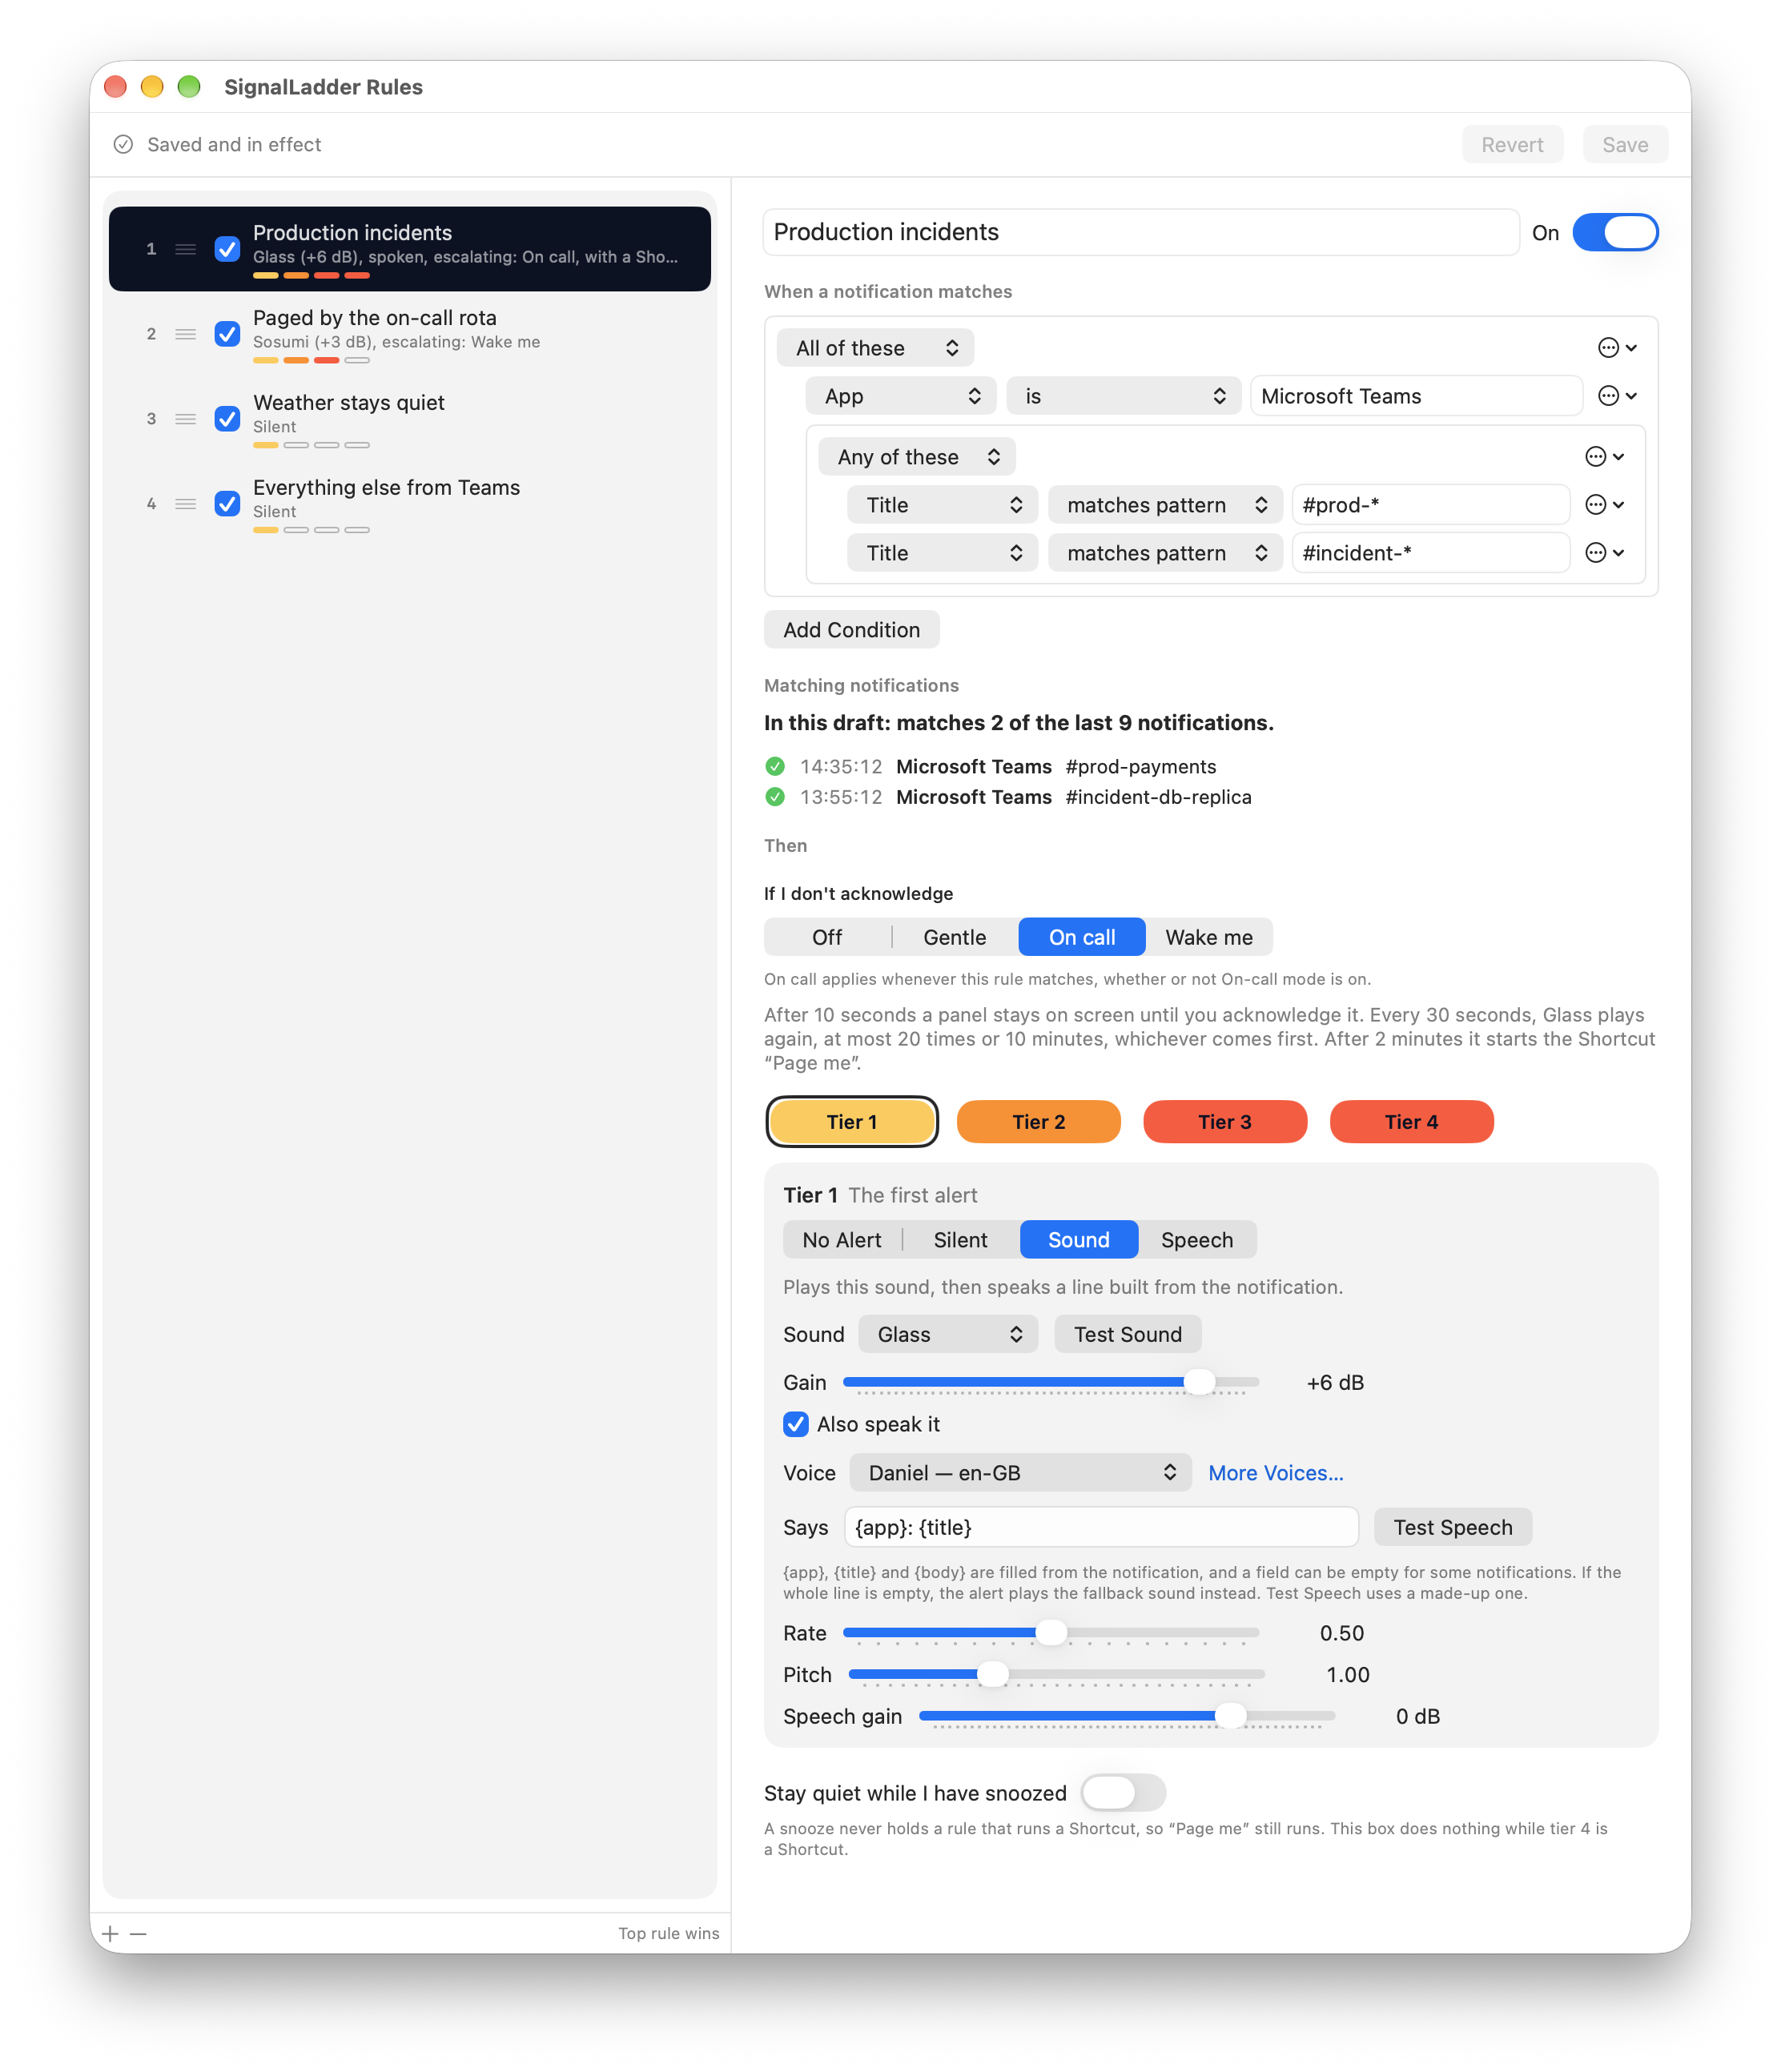 SignalLadder Rules
Saved and in effect
Revert
Save
1
Production incidents
Glass (+6 dB), spoken, escalating: On call, with a Sho...
2
Paged by the on-call rota
Sosumi (+3 dB), escalating: Wake me
3
Weather stays quiet
Silent
4
Everything else from Teams
Silent
Top rule wins
Production incidents
On
When a notification matches
All of these
App
is
Microsoft Teams
Any of these
Title
matches pattern
#prod-*
Title
matches pattern
#incident-*
Add Condition
Matching notifications
In this draft: matches 2 of the last 9 notifications.
14:35:12 Microsoft Teams #prod-payments
13:55:12 Microsoft Teams #incident-db-replica
Then
If I don't acknowledge
Off
Gentle
On call
Wake me
On call applies whenever this rule matches, whether or not On-call mode is on.
After 10 seconds a panel stays on screen until you acknowledge it. Every 30 seconds, Glass plays
again, at most 20 times or 10 minutes, whichever comes first. After 2 minutes it starts the Shortcut
“Page me”.
Tier 1
Tier 2
Tier 3
Tier 4
Tier 1 The first alert
No Alert
Silent
Sound
Speech
Plays this sound, then speaks a line built from the notification.
Sound
Glass
Test Sound
Gain
+6 dB
Also speak it
Voice
Daniel — en-GB
More Voices...
Says
{app}: {title}
Test Speech
{app}, {title} and {body} are filled from the notification, and a field can be empty for some notifications. If the
whole line is empty, the alert plays the fallback sound instead. Test Speech uses a made-up one.
Rate
0.50
Pitch
1.00
Speech gain
0 dB
Stay quiet while I have snoozed
A snooze never holds a rule that runs a Shortcut, so “Page me” still runs. This box does nothing while tier 4 is
a Shortcut.